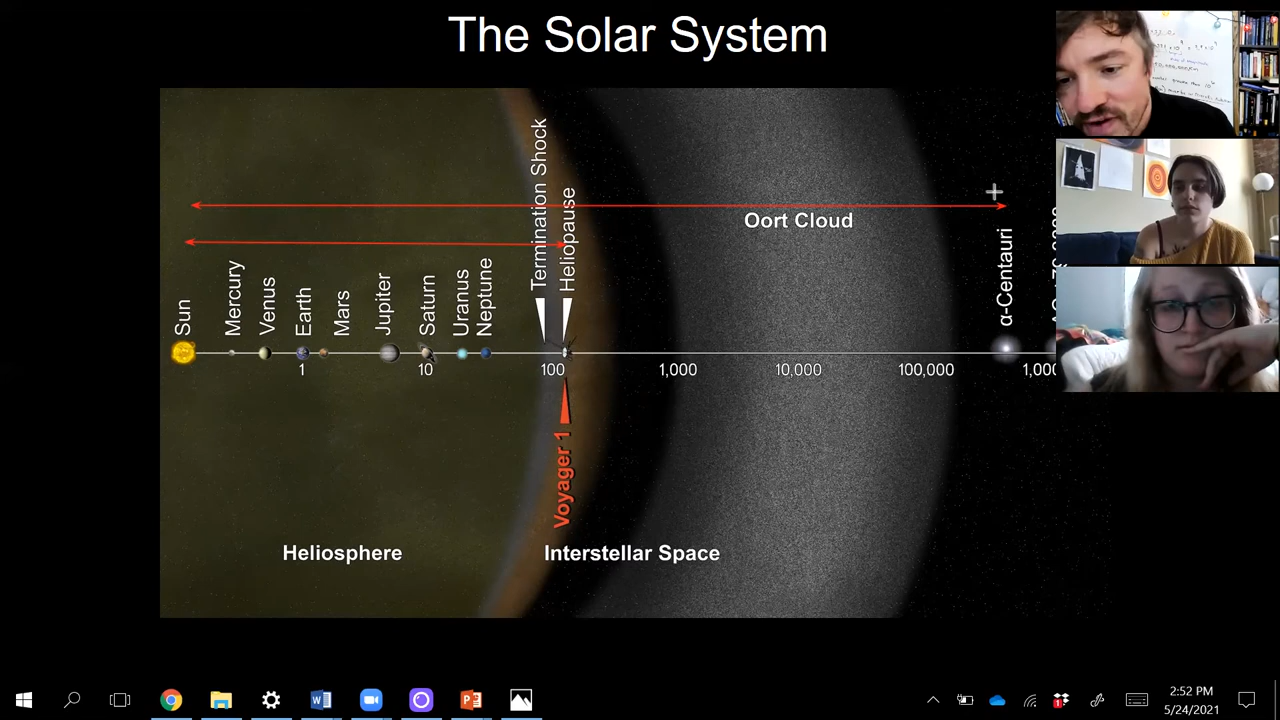 The Solar System
Termination Shock
Heliopause
Oort Cloud
Sun
Mercury
Venus
Earth
Mars
Jupiter
Saturn
Uranus
Neptune
α-Centauri
1
10
100
1,000
10,000
100,000
Voyager 1
Heliosphere
Interstellar Space
2:52 PM
5/24/2021